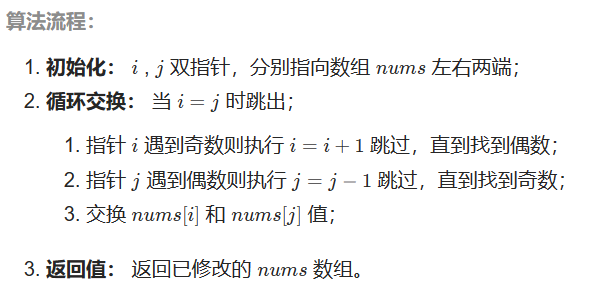 算法流程：
1. 初始化： i , j 双指针，分别指向数组 nums 左右两端；
2. 循环交换： 当 i = j 时跳出；
1. 指针 i 遇到奇数则执行 i = i + 1 跳过，直到找到偶数；
2. 指针 j 遇到偶数则执行 j = j − 1 跳过，直到找到奇数；
3. 交换 nums[i] 和 nums[j] 值；
3. 返回值： 返回已修改的 nums 数组。